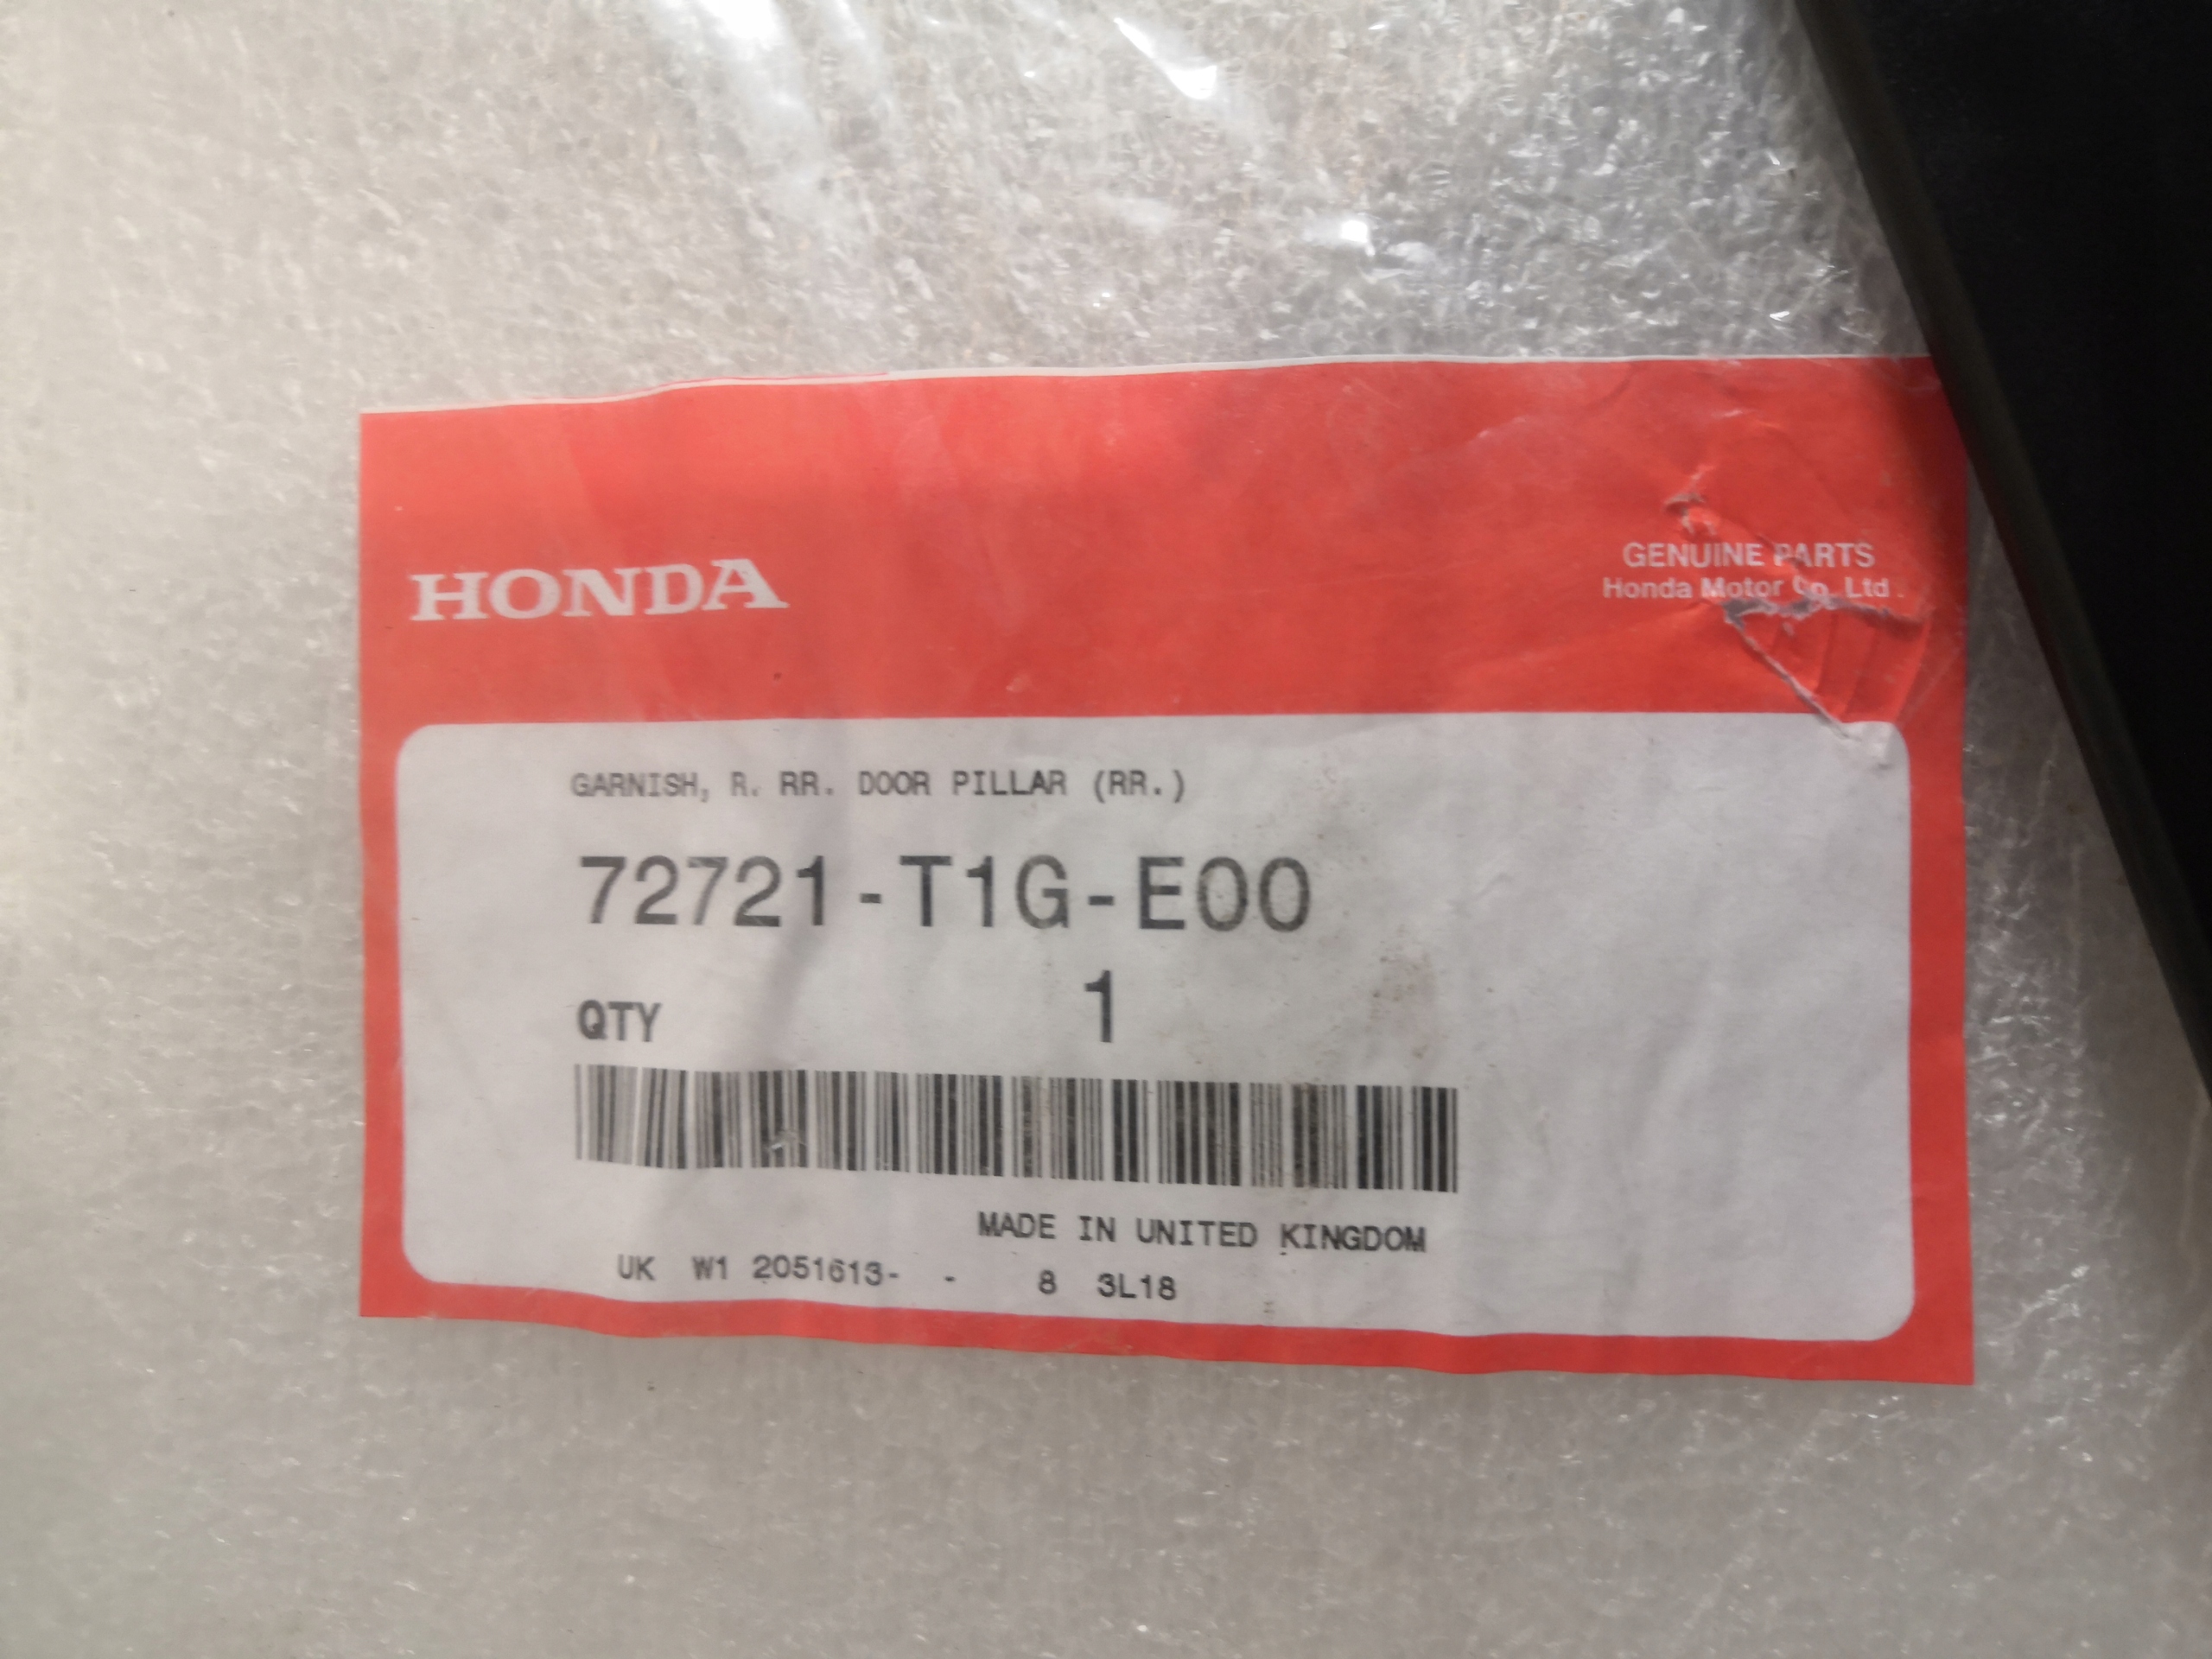 HONDA
GENUINE PARTS
Honda Motor Co., Ltd.
GARNISH, R. RR. DOOR PILLAR (RR.)
72721-T1G-E00
QTY 1
MADE IN UNITED KINGDOM
UK W1 2051613- - 8 3L18